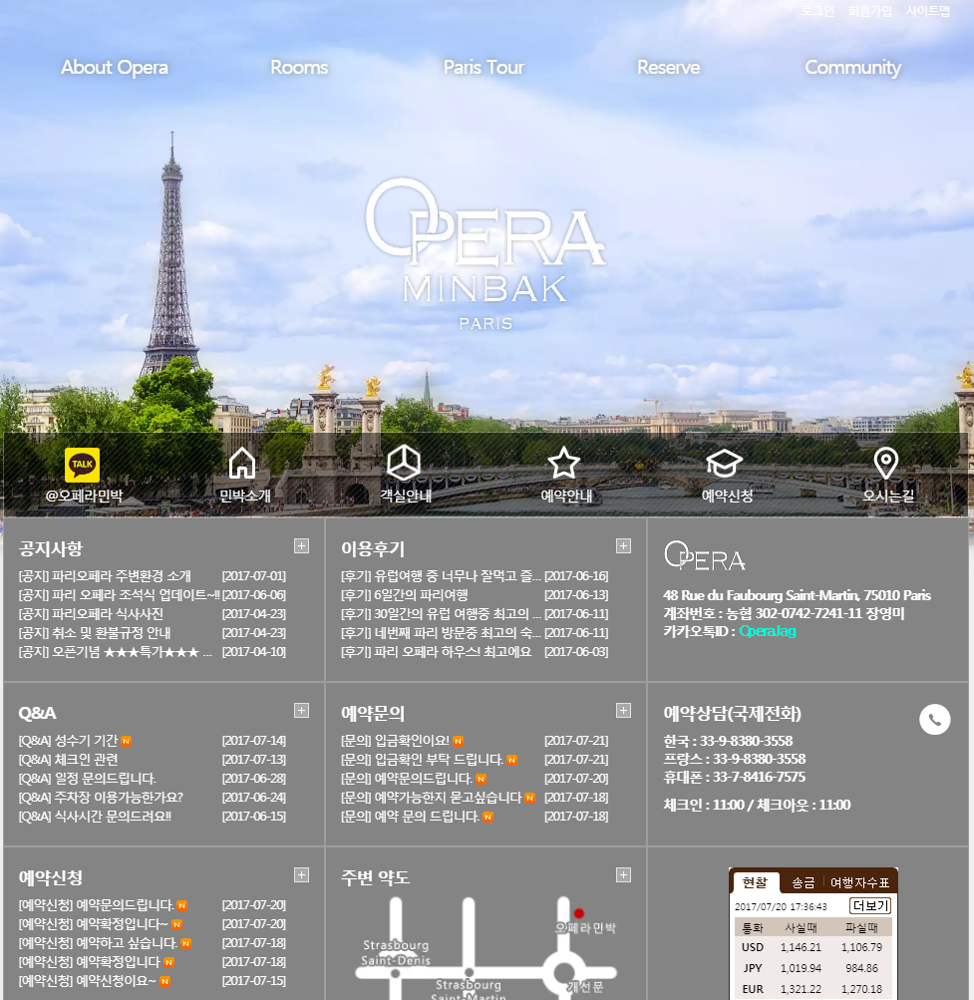 로그인 회원가입 사이트맵
About Opera Rooms Paris Tour Reserve Community
OPERA
MINBAK
PARIS
TALK
@오페라민박 민박소개 객실안내 예약안내 예약신청 오시는길
공지사항
[공지] 파리오페라 주변환경 소개 [2017-07-01]
[공지] 파리 오페라 조석식 업데이트~!! [2017-06-06]
[공지] 파리오페라 식사사진 [2017-04-23]
[공지] 취소 및 환불규정 안내 [2017-04-23]
[공지] 오픈기념 ★★★특가★★★ ... [2017-04-10]
이용후기
[후기] 유럽여행 중 너무나 잘먹고 즐... [2017-06-16]
[후기] 6일간의 파리여행 [2017-06-13]
[후기] 30일간의 유럽 여행중 최고의 ... [2017-06-11]
[후기] 네번째 파리 방문중 최고의 숙... [2017-06-11]
[후기] 파리 오페라 하우스! 최고에요 [2017-06-03]
OPERA
48 Rue du Faubourg Saint-Martin, 75010 Paris
계좌번호 : 농협 302-0742-7241-11 장영미
카카오톡ID :
Q&A
[Q&A] 성수기 기간 N [2017-07-14]
[Q&A] 체크인 관련 [2017-07-13]
[Q&A] 일정 문의드립니다. [2017-06-28]
[Q&A] 주차장 이용가능한가요? [2017-06-24]
[Q&A] 식사시간 문의드려요!! [2017-06-15]
예약문의
[문의] 입금확인이요! N [2017-07-21]
[문의] 입금확인 부탁 드립니다. N [2017-07-21]
[문의] 예약문의드립니다. N [2017-07-20]
[문의] 예약가능한지 묻고싶습니다 N [2017-07-18]
[문의] 예약 문의 드립니다. N [2017-07-18]
예약상담(국제전화)
한국 : 33-9-8380-3558
프랑스 : 33-9-8380-3558
휴대폰 : 33-7-8416-7575
체크인 : 11:00 / 체크아웃 : 11:00
예약신청
[예약신청] 예약문의드립니다. N [2017-07-20]
[예약신청] 예약확정입니다~ N [2017-07-20]
[예약신청] 예약하고 싶습니다. N [2017-07-18]
[예약신청] 예약확정입니다 N [2017-07-18]
[예약신청] 예약신청이요~ N [2017-07-15]
주변 약도
오페라민박
Strasbourg
Saint-Denis
Strasbourg
Saint-Martin
개선문
현찰 송금 여행자수표
2017/07/20 17:36:43 더보기
통화 사실때 파실때
USD 1,146.21 1,106.79
JPY 1,019.94 984.86
EUR 1,321.22 1,270.18